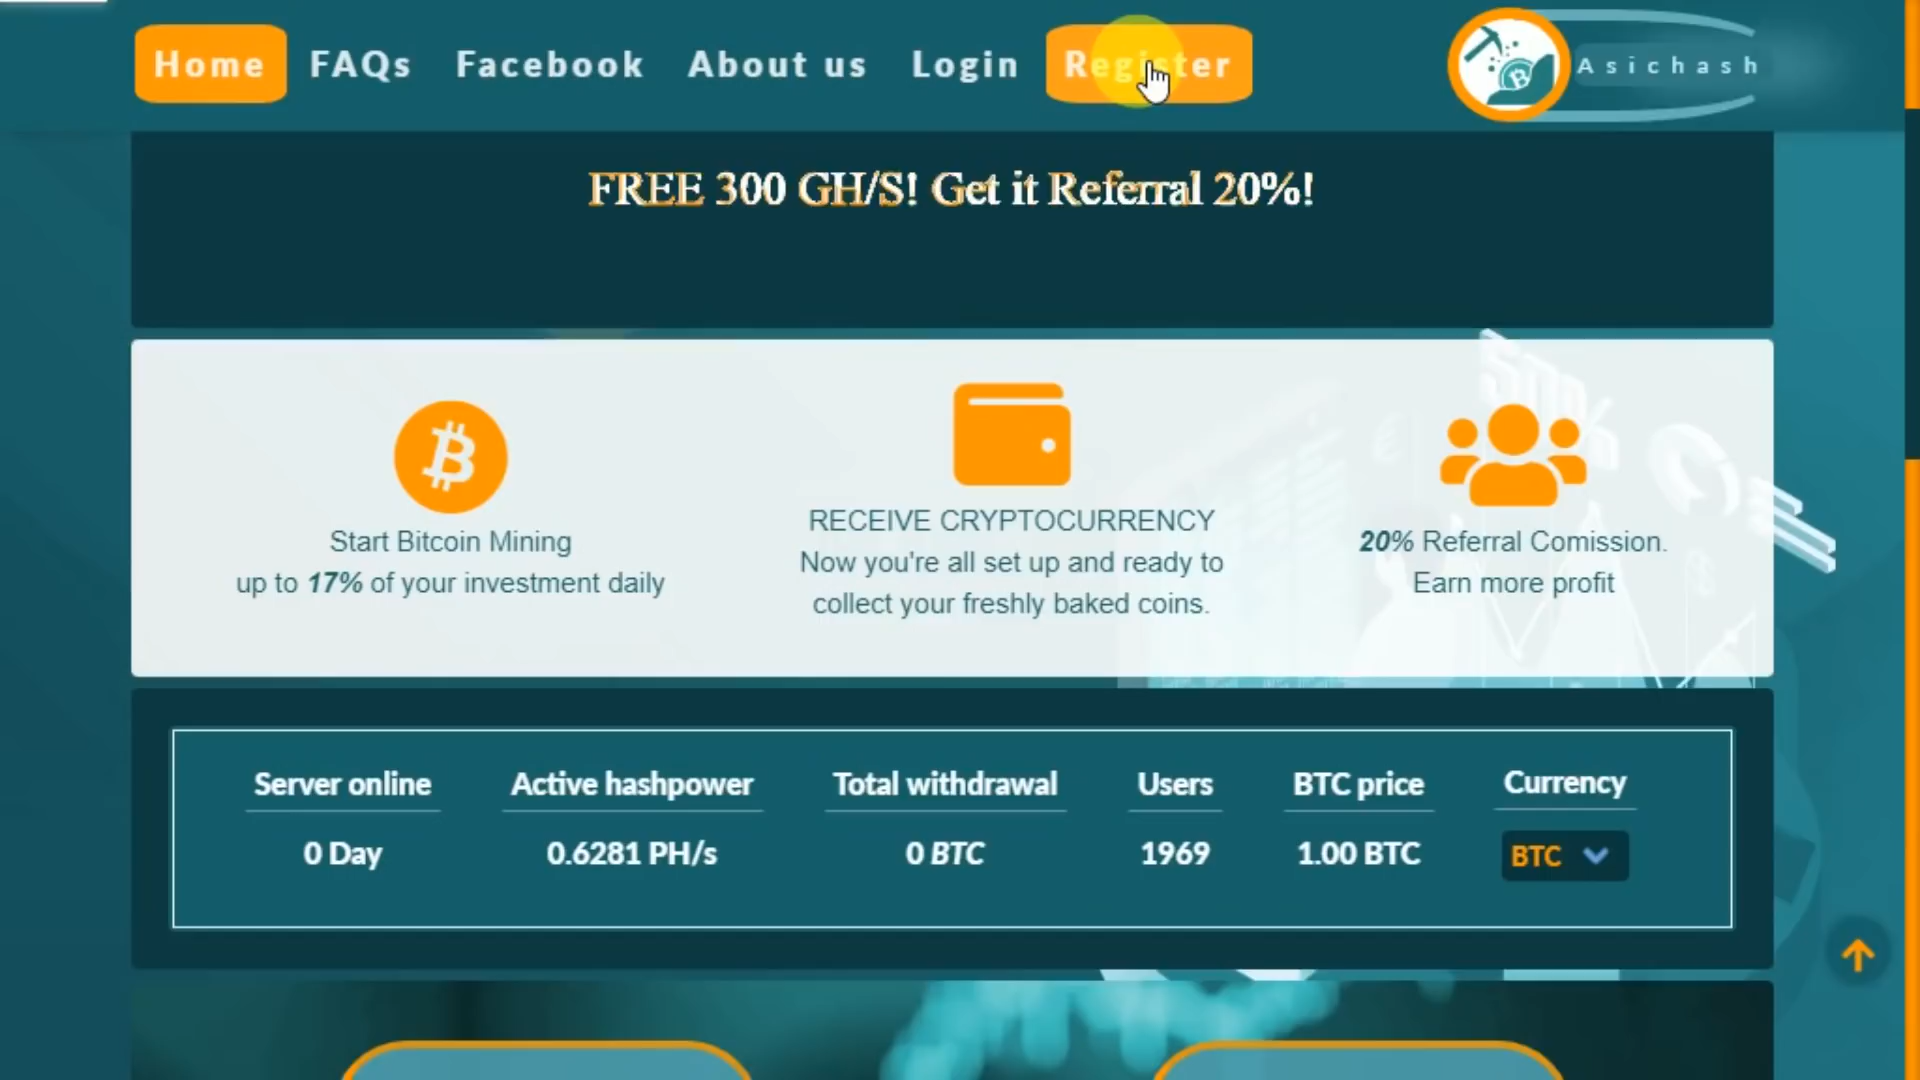 Home FAQs Facebook About us Login Register Asichash
FREE 300 GH/S! Get it Referral 20%!
Start Bitcoin Mining
up to 17% of your investment daily
RECEIVE CRYPTOCURRENCY
Now you're all set up and ready to
collect your freshly baked coins.
20% Referral Comission.
Earn more profit
Server online Active hashpower Total withdrawal Users BTC price Currency
0 Day 0.6281 PH/s 0 BTC 1969 1.00 BTC BTC